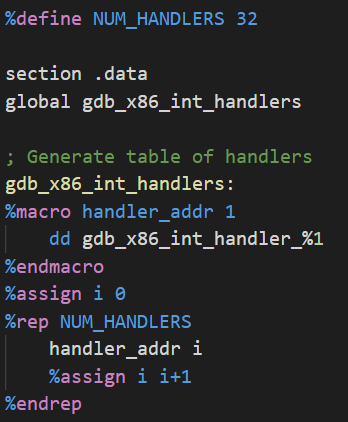 %define NUM_HANDLERS 32

section .data
global gdb_x86_int_handlers

; Generate table of handlers
gdb_x86_int_handlers:
%macro handler_addr 1
    dd gdb_x86_int_handler_%1
%endmacro
%assign i 0
%rep NUM_HANDLERS
    handler_addr i
    %assign i i+1
%endrep